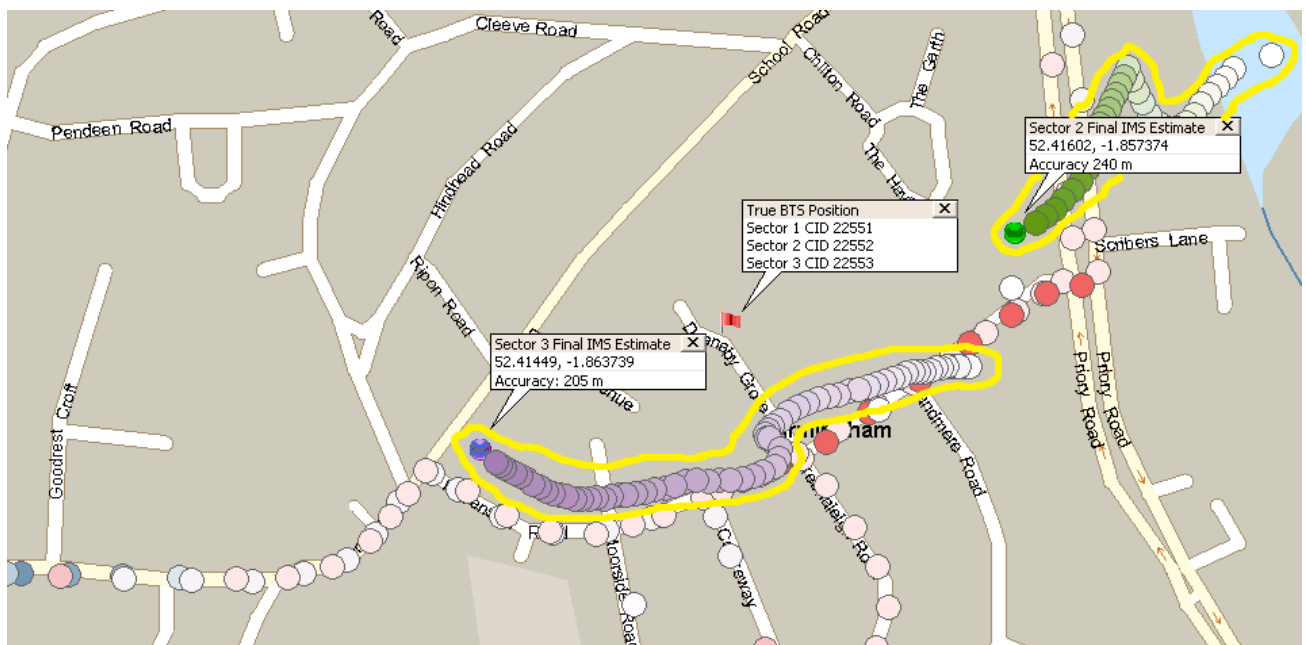 Road
Cleeve Road
School Road
Chilton Road
The Garth
Pendeen Road
Hindhead Road
Sector 2 Final IMS Estimate
52.41602, -1.857374
Accuracy 240 m
True BTS Position
Sector 1 CID 22551
Sector 2 CID 22552
Sector 3 CID 22553
Scribers Lane
Ripon Road
Sector 3 Final IMS Estimate
52.41449, -1.863739
Accuracy: 205 m
Priory Road
Priory Road
Goodrest Croft
Moorside Road